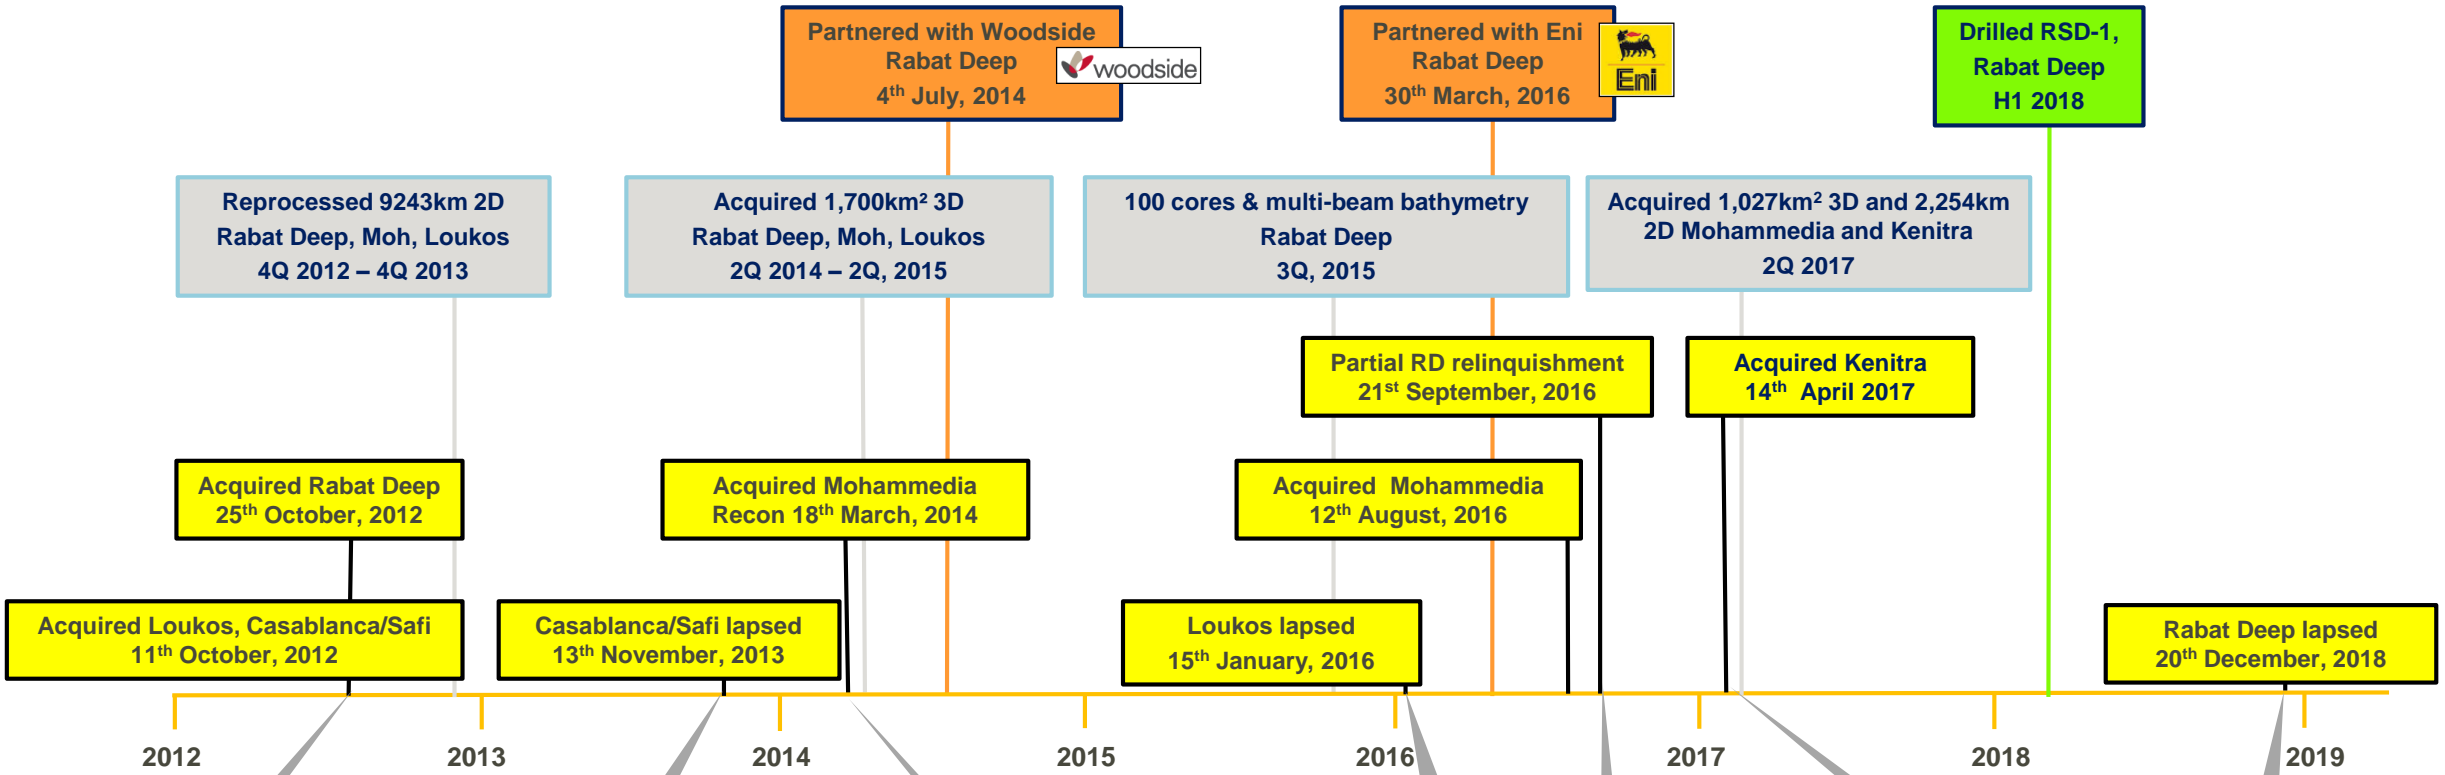 Partnered with Woodside
Rabat Deep
4th July, 2014
woodside
Partnered with Eni
Rabat Deep
30th March, 2016
Eni
Drilled RSD-1,
Rabat Deep
H1 2018
Reprocessed 9243km 2D
Rabat Deep, Moh, Loukos
4Q 2012 – 4Q 2013
Acquired 1,700km² 3D
Rabat Deep, Moh, Loukos
2Q 2014 – 2Q, 2015
100 cores & multi-beam bathymetry
Rabat Deep
3Q, 2015
Acquired 1,027km² 3D and 2,254km
2D Mohammedia and Kenitra
2Q 2017
Partial RD relinquishment
21st September, 2016
Acquired Kenitra
14th April 2017
Acquired Rabat Deep
25th October, 2012
Acquired Mohammedia
Recon 18th March, 2014
Acquired Mohammedia
12th August, 2016
Acquired Loukos, Casablanca/Safi
11th October, 2012
Casablanca/Safi lapsed
13th November, 2013
Loukos lapsed
15th January, 2016
Rabat Deep lapsed
20th December, 2018
2012 2013 2014 2015 2016 2017 2018 2019